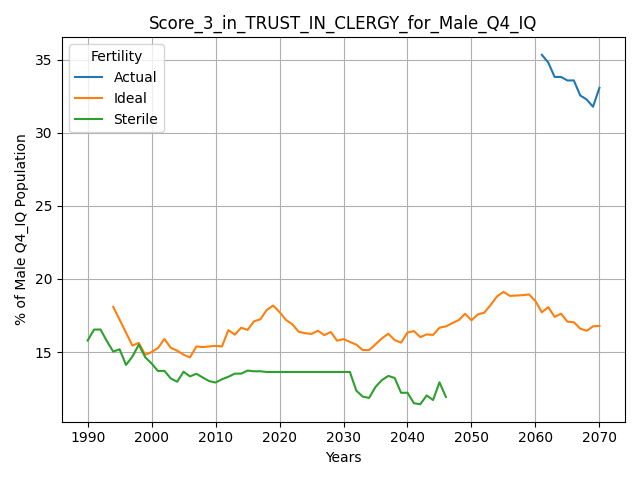 Score_3_in_TRUST_IN_CLERGY_for_Male_Q4_IQ
Fertility
Actual
Ideal
Sterile
% of Male Q4_IQ Population
35
30
25
20
15
1990 2000 2010 2020 2030 2040 2050 2060 2070
Years